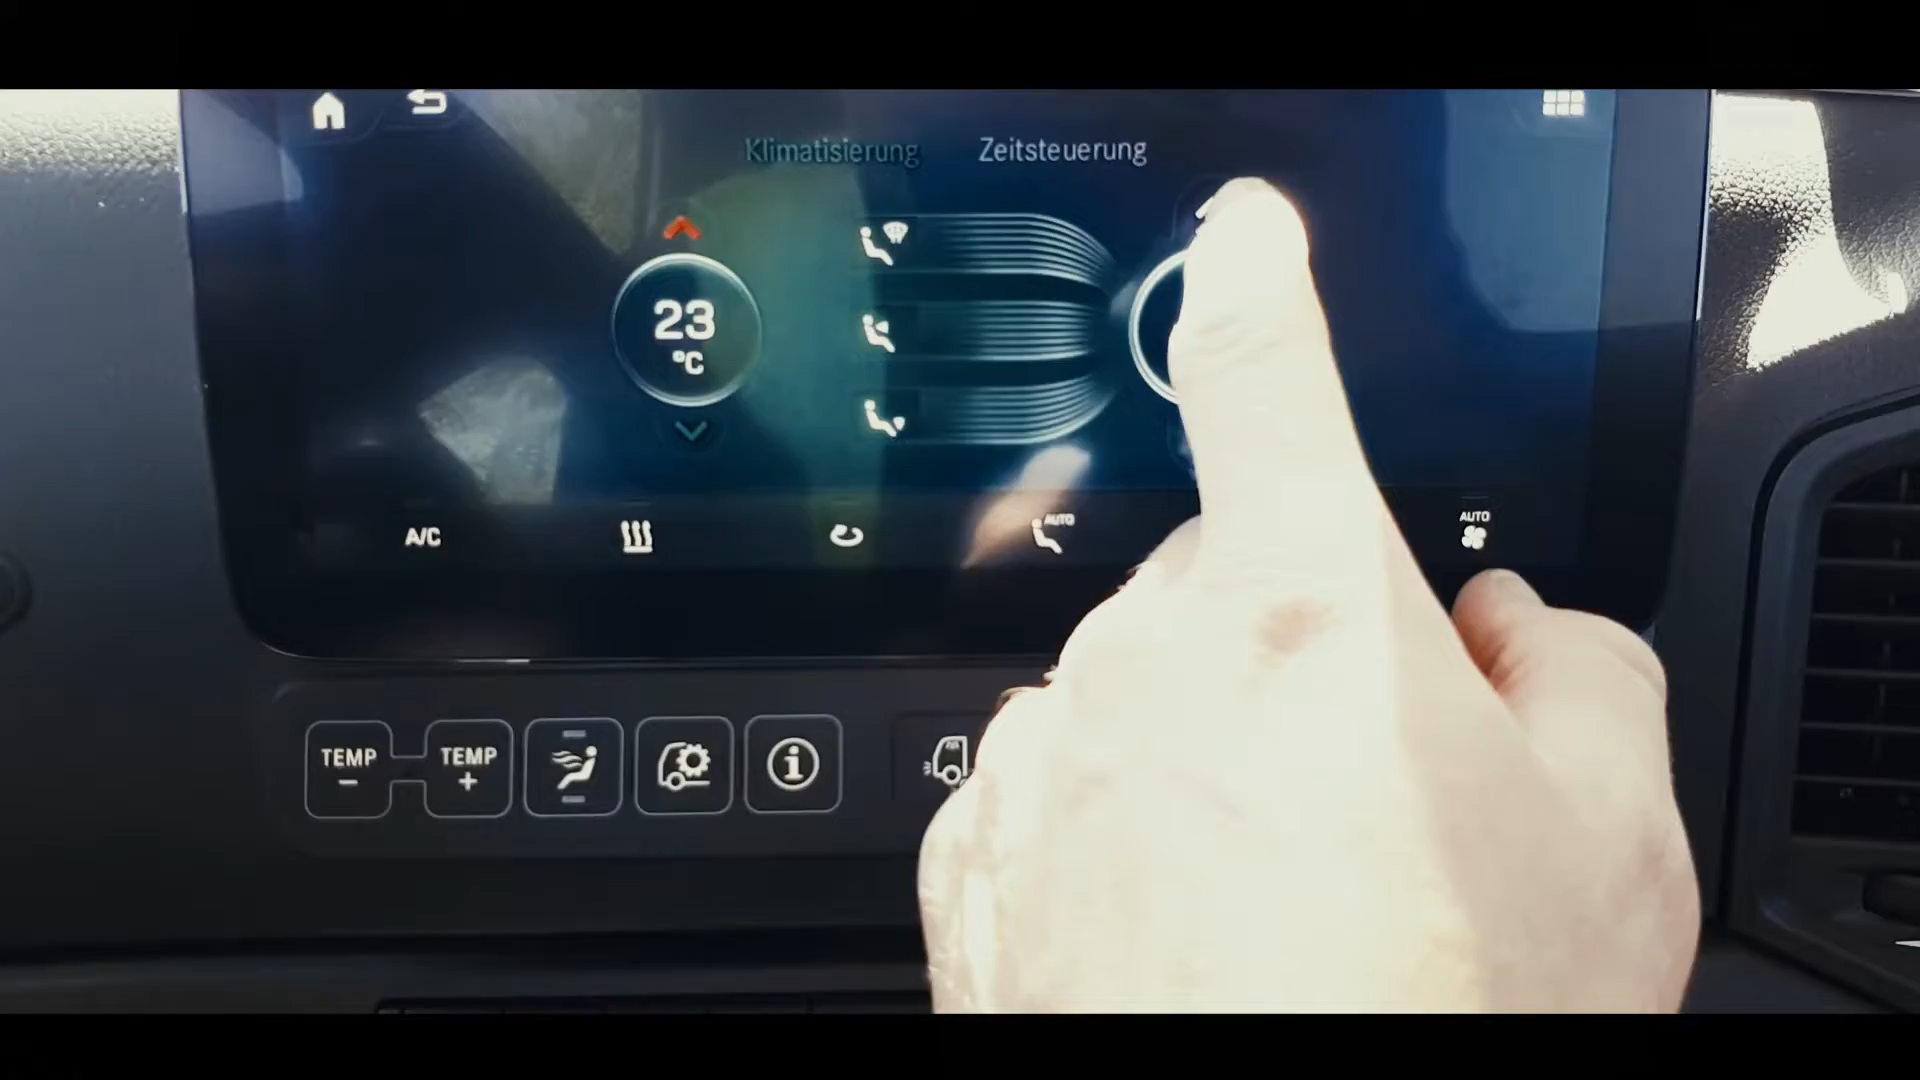 Klimatisierung
Zeitsteuerung
23
°C
A/C
AUTO
AUTO
TEMP
−
TEMP
+